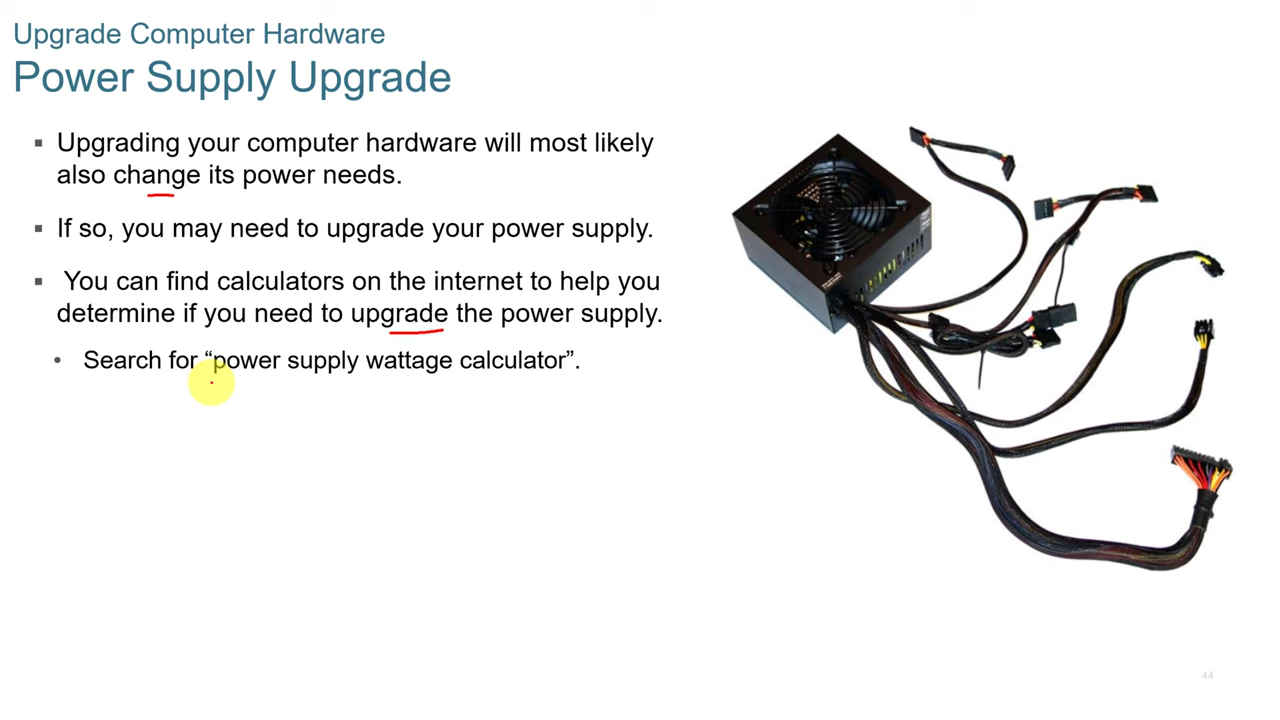 Upgrade Computer Hardware
Power Supply Upgrade
▪ Upgrading your computer hardware will most likely
also change its power needs.
▪ If so, you may need to upgrade your power supply.
▪ You can find calculators on the internet to help you
determine if you need to upgrade the power supply.
• Search for “power supply wattage calculator”.
44